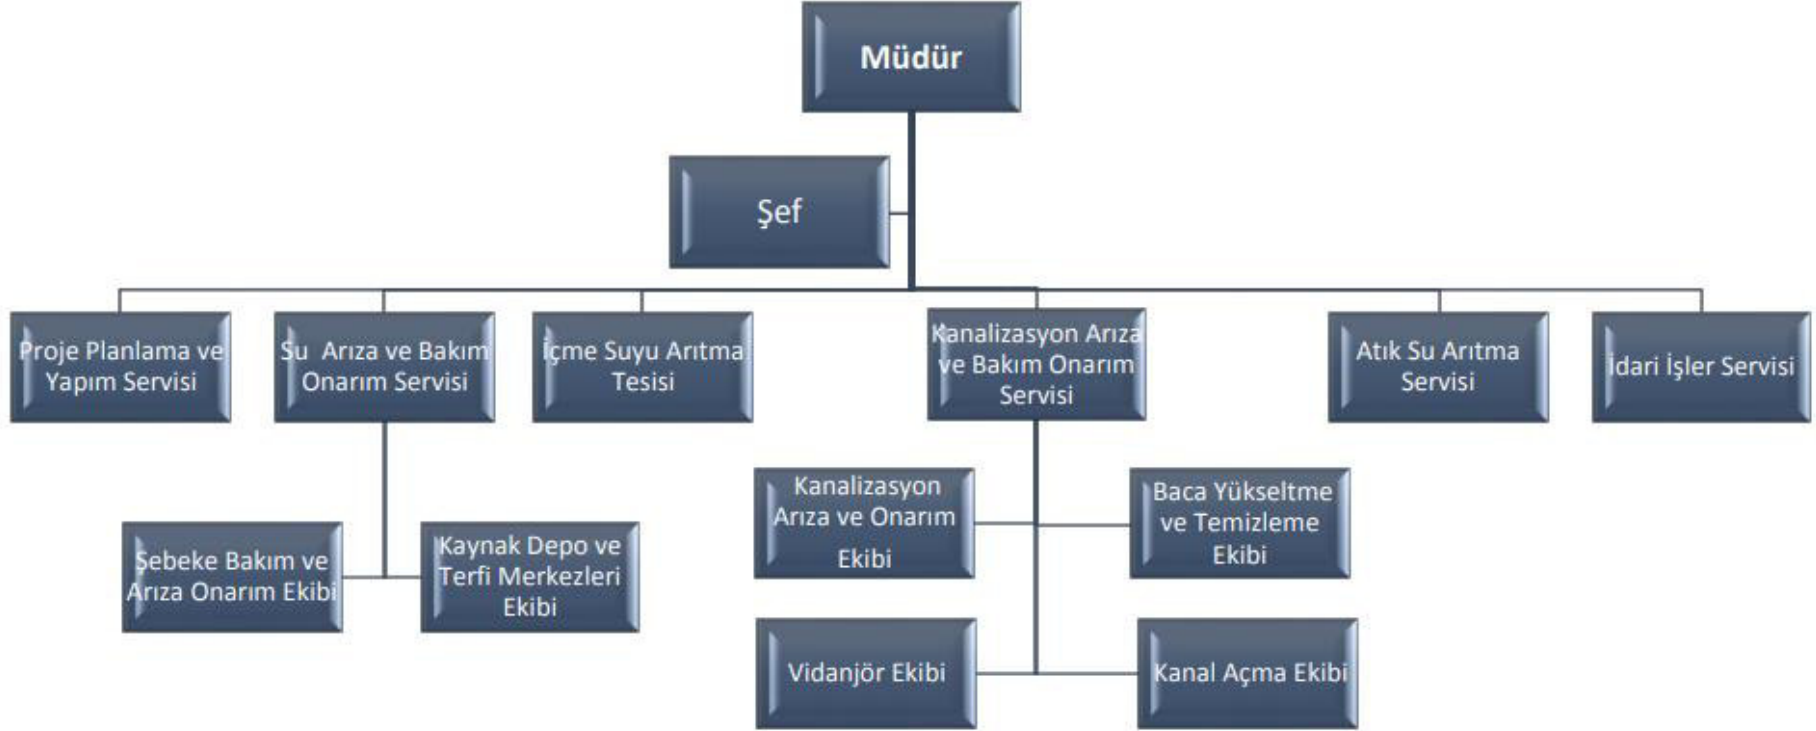 Müdür
Şef
Proje Planlama ve
Yapım Servisi
Su Arıza ve Bakım
Onarım Servisi
İçme Suyu Arıtma
Tesisi
Kanalizasyon Arıza
ve Bakım Onarım
Servisi
Atık Su Arıtma
Servisi
İdari İşler Servisi
Şebeke Bakım ve
Arıza Onarım Ekibi
Kaynak Depo ve
Terfi Merkezleri
Ekibi
Kanalizasyon
Arıza ve Onarım
Ekibi
Baca Yükseltme
ve Temizleme
Ekibi
Vidanjör Ekibi
Kanal Açma Ekibi